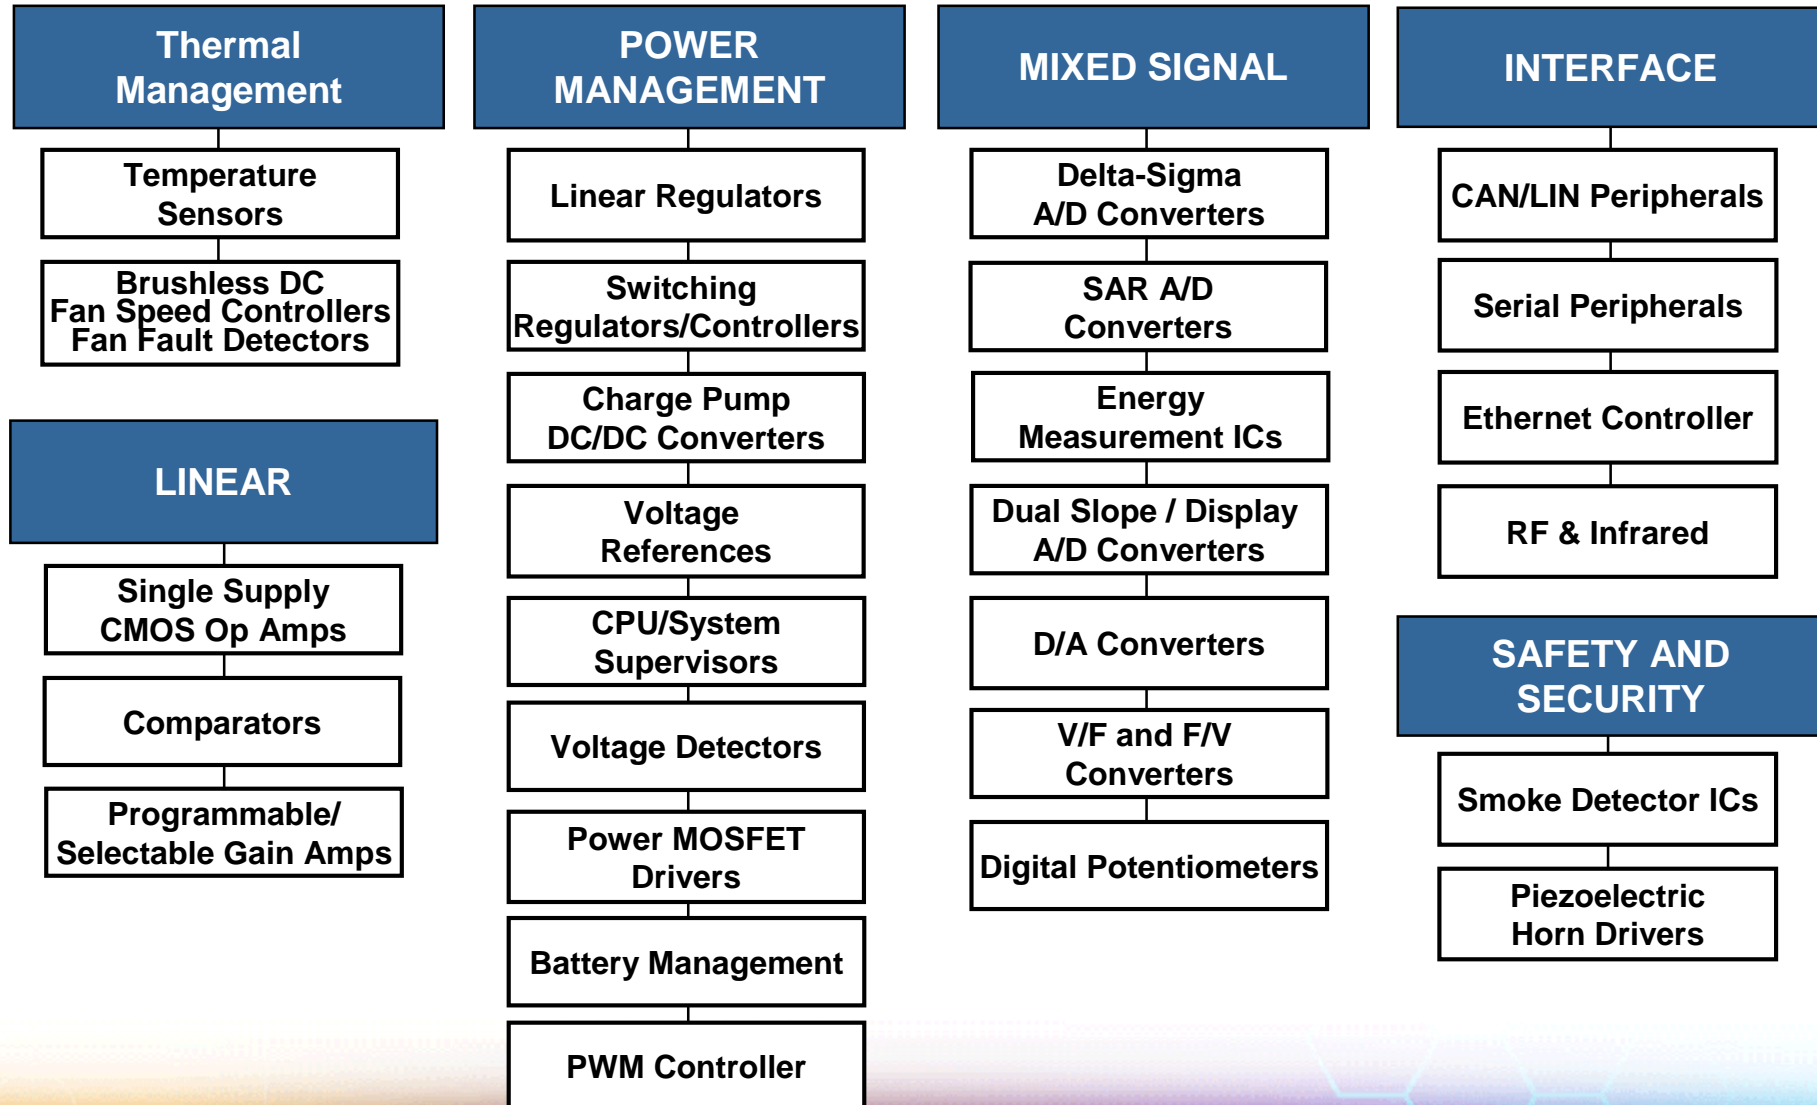 Thermal
Management
Temperature
Sensors
Brushless DC
Fan Speed Controllers
Fan Fault Detectors
LINEAR
Single Supply
CMOS Op Amps
Comparators
Programmable/
Selectable Gain Amps
POWER
MANAGEMENT
Linear Regulators
Switching
Regulators/Controllers
Charge Pump
DC/DC Converters
Voltage
References
CPU/System
Supervisors
Voltage Detectors
Power MOSFET
Drivers
Battery Management
PWM Controller
MIXED SIGNAL
Delta-Sigma
A/D Converters
SAR A/D
Converters
Energy
Measurement ICs
Dual Slope / Display
A/D Converters
D/A Converters
V/F and F/V
Converters
Digital Potentiometers
INTERFACE
CAN/LIN Peripherals
Serial Peripherals
Ethernet Controller
RF & Infrared
SAFETY AND
SECURITY
Smoke Detector ICs
Piezoelectric
Horn Drivers